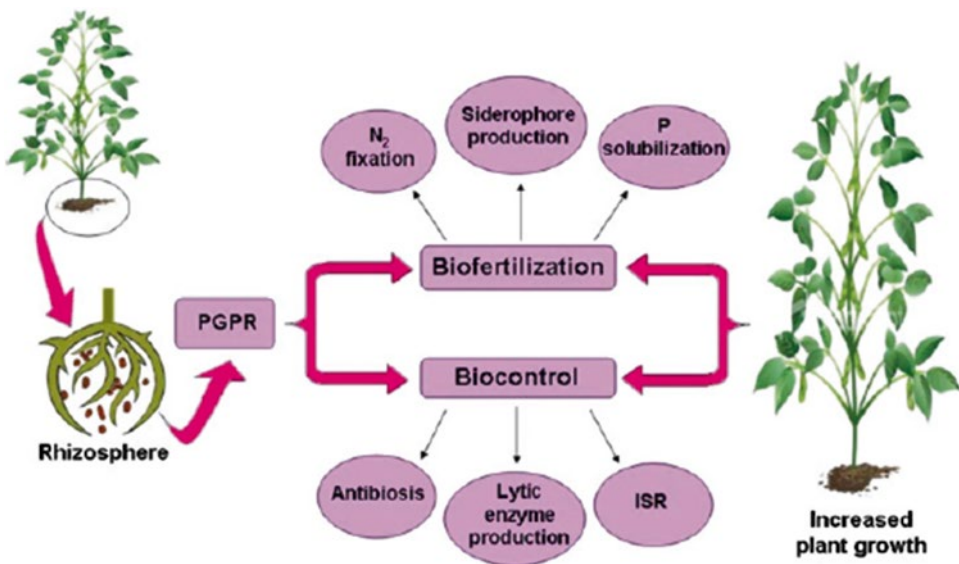 N₂
fixation
Siderophore
production
P
solubilization
Biofertilization
PGPR
Biocontrol
Rhizosphere
Antibiosis
Lytic
enzyme
production
ISR
Increased
plant growth